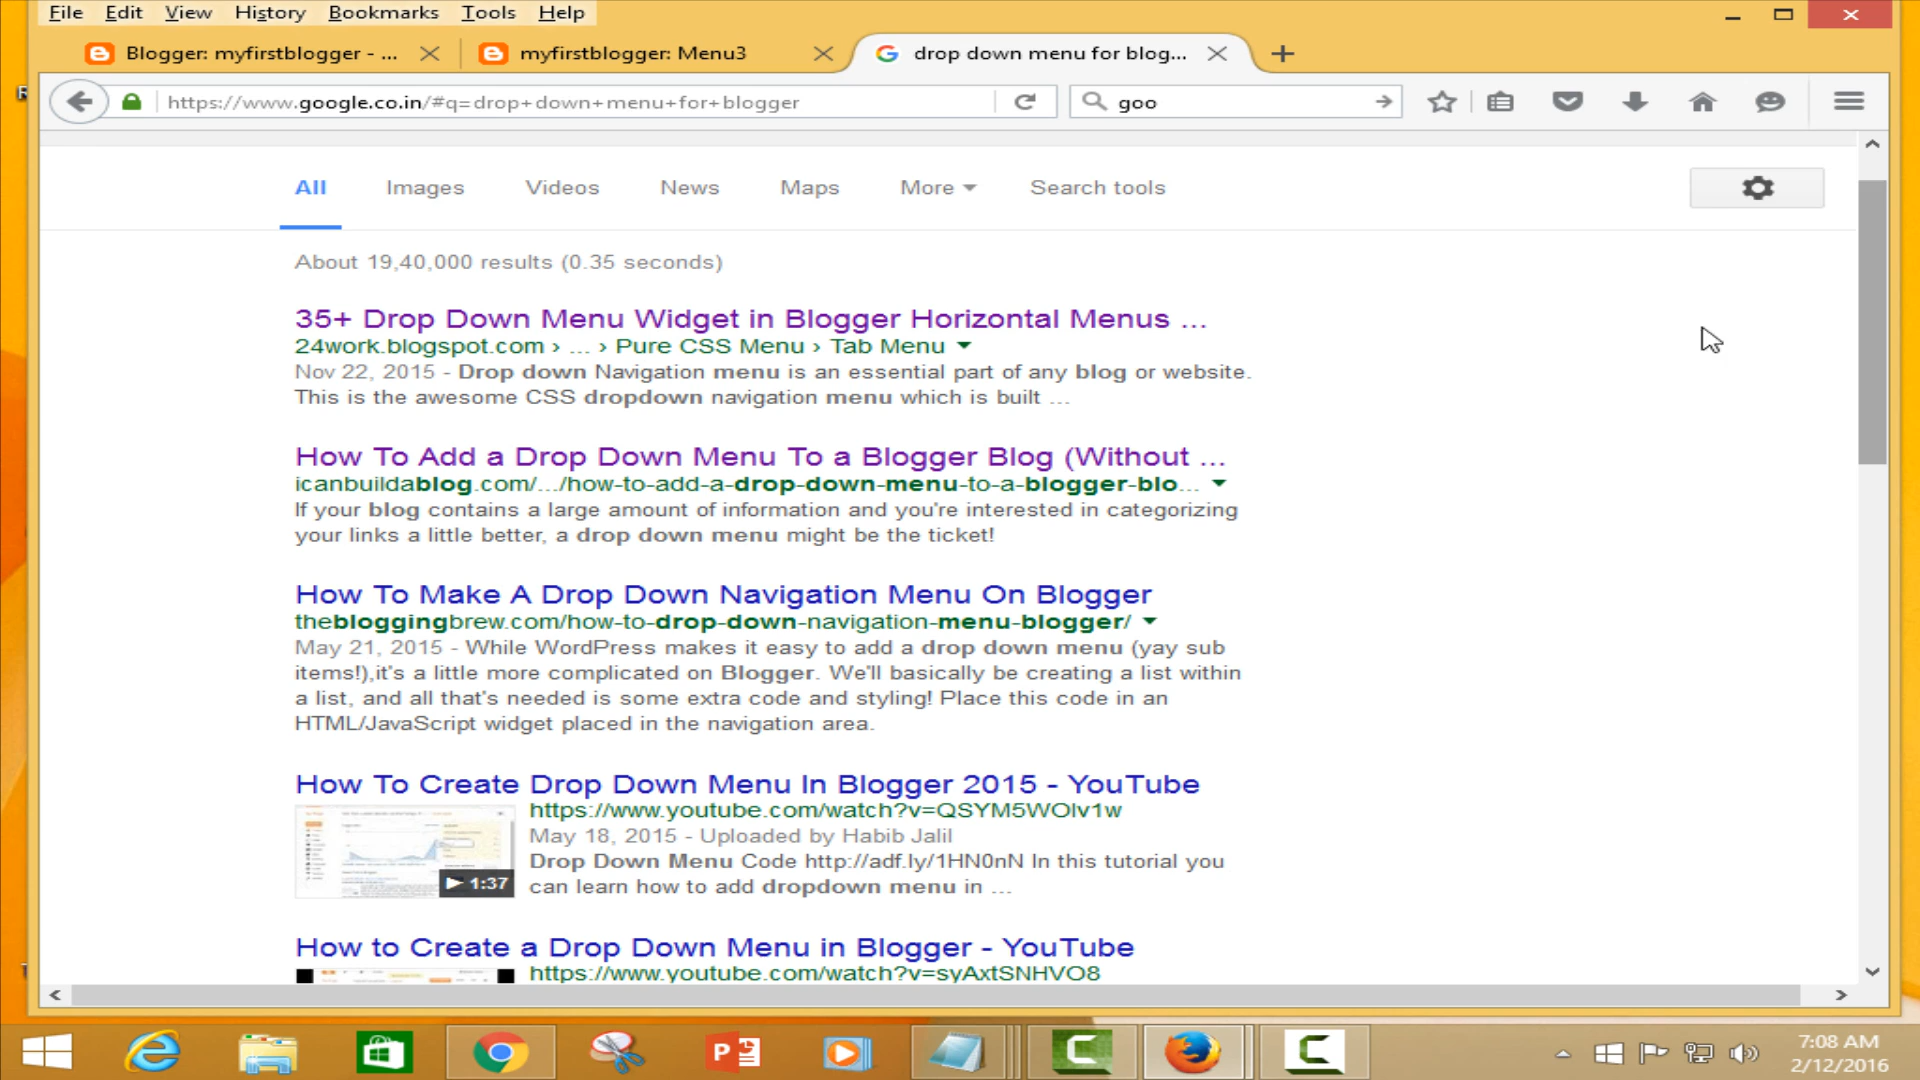 File Edit View History Bookmarks Tools Help
Blogger: myfirstblogger - ... myfirstblogger: Menu3 drop down menu for blog...
https://www.google.co.in/#q=drop+down+menu+for+blogger goo
All Images Videos News Maps More Search tools
About 19,40,000 results (0.35 seconds)
35+ Drop Down Menu Widget in Blogger Horizontal Menus ...
24work.blogspot.com › ... › Pure CSS Menu › Tab Menu
Nov 22, 2015 - Drop down Navigation menu is an essential part of any blog or website.
This is the awesome CSS dropdown navigation menu which is built ...
How To Add a Drop Down Menu To a Blogger Blog (Without ...
icanbuildablog.com/.../how-to-add-a-drop-down-menu-to-a-blogger-blo...
If your blog contains a large amount of information and you're interested in categorizing
your links a little better, a drop down menu might be the ticket!
How To Make A Drop Down Navigation Menu On Blogger
thebloggingbrew.com/how-to-drop-down-navigation-menu-blogger/
May 21, 2015 - While WordPress makes it easy to add a drop down menu (yay sub
items!),it's a little more complicated on Blogger. We'll basically be creating a list within
a list, and all that's needed is some extra code and styling! Place this code in an
HTML/JavaScript widget placed in the navigation area.
How To Create Drop Down Menu In Blogger 2015 - YouTube
https://www.youtube.com/watch?v=QSYM5WOlv1w
May 18, 2015 - Uploaded by Habib Jalil
Drop Down Menu Code http://adf.ly/1HN0nN In this tutorial you
1:37
can learn how to add dropdown menu in ...
How to Create a Drop Down Menu in Blogger - YouTube
https://www.youtube.com/watch?v=syAxtSNHVO8
7:08 AM
2/12/2016